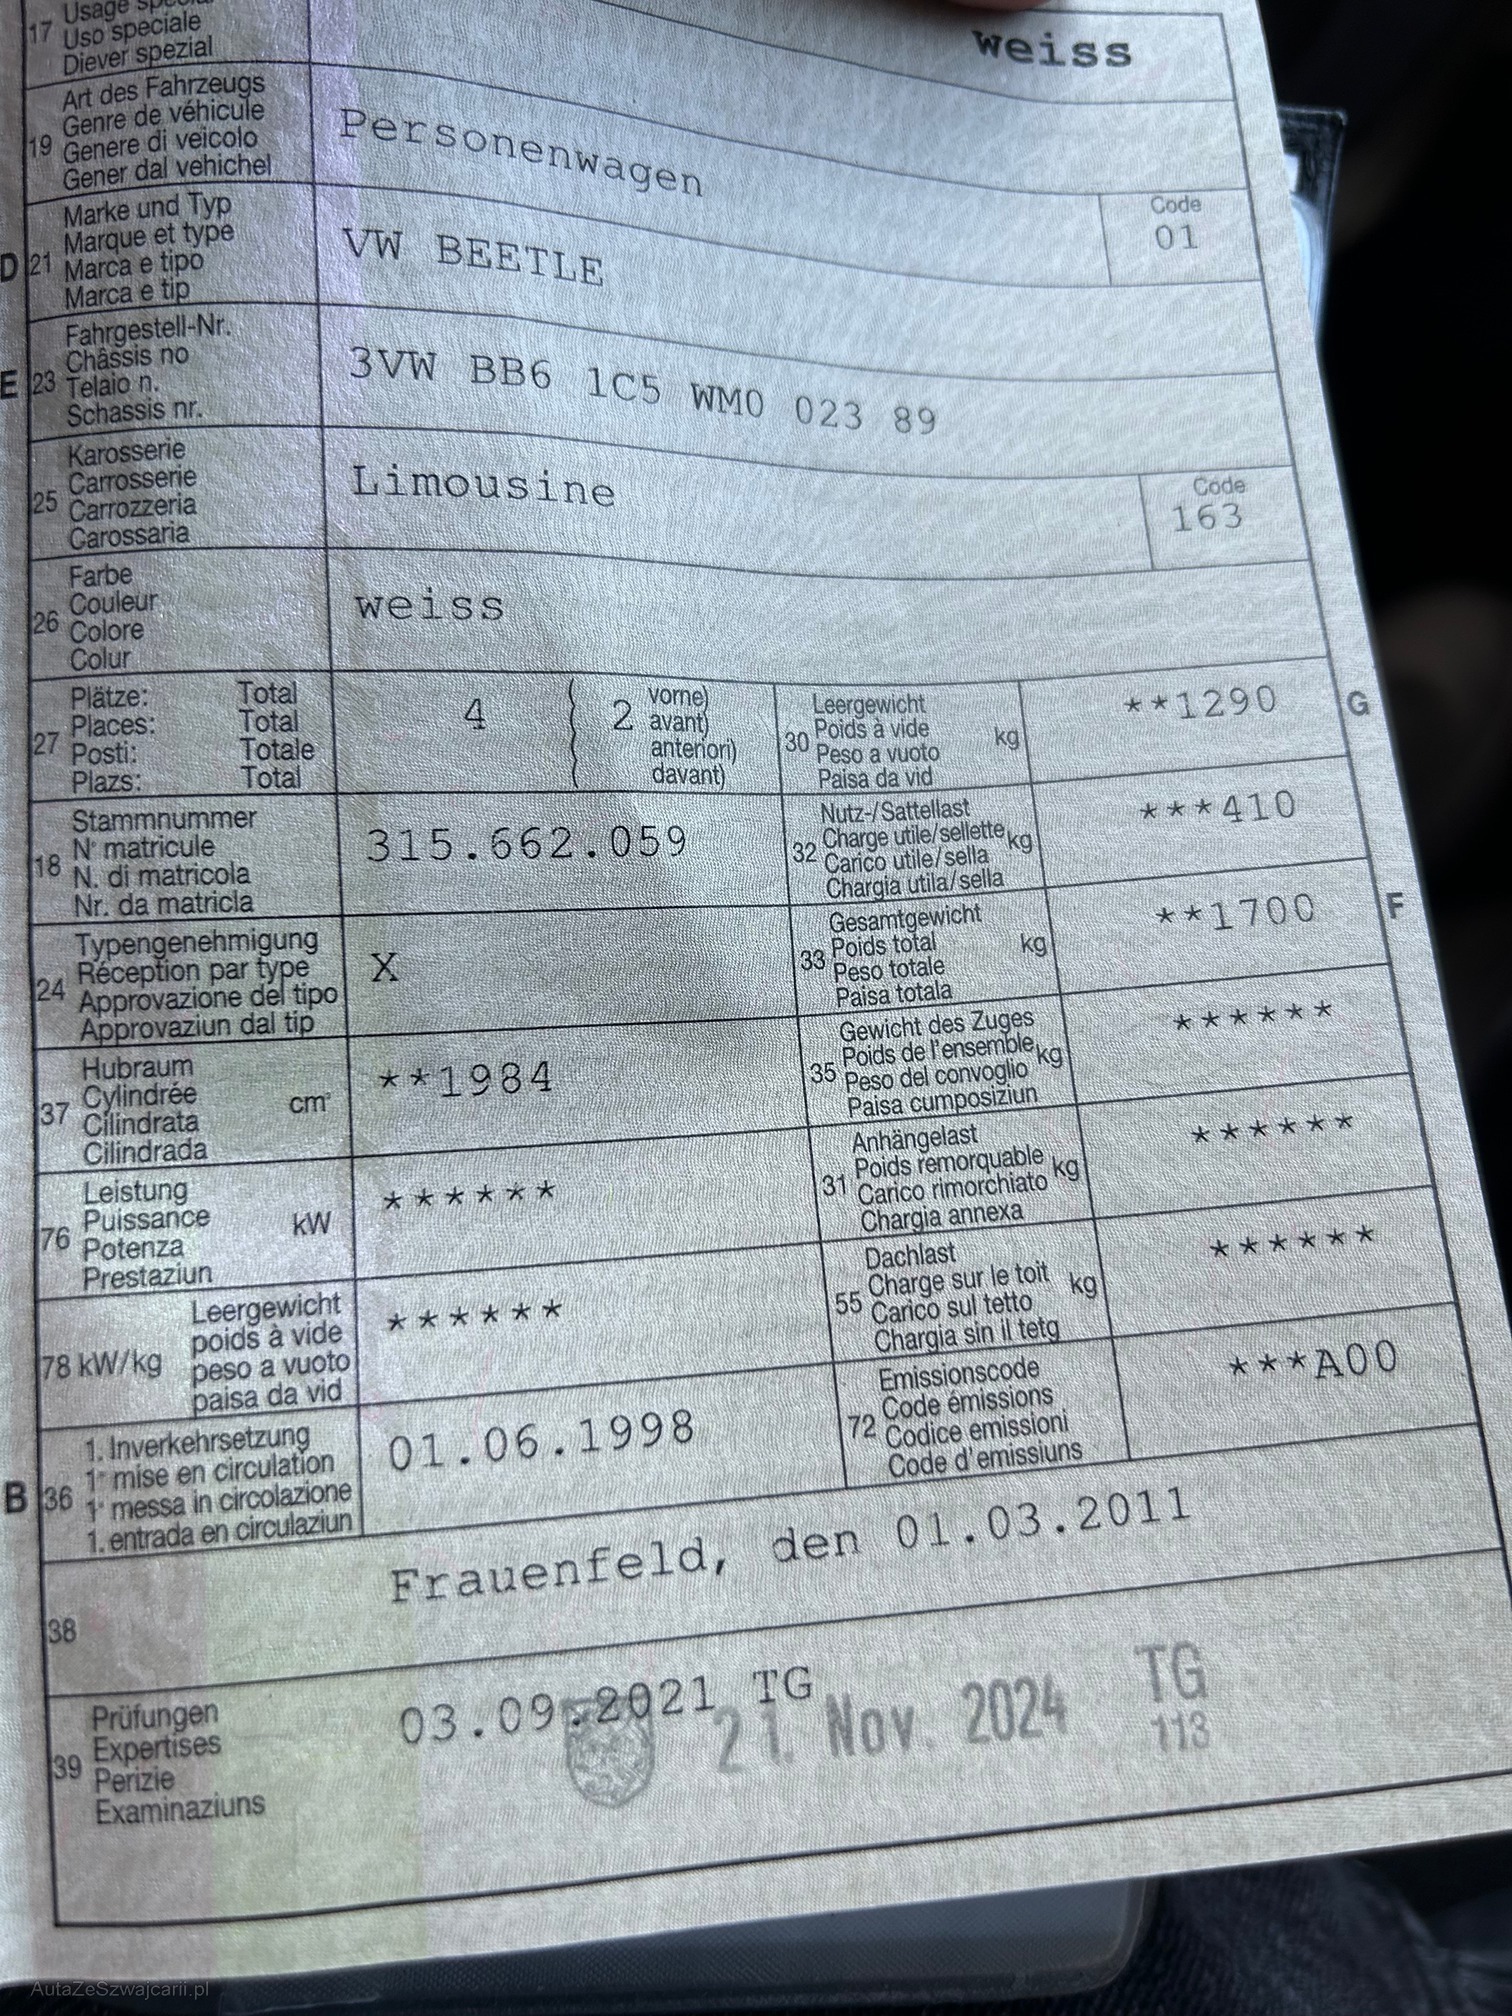 17 Usage
Uso speciale
Diever spezial
weiss
19 Art des Fahrzeugs
Genre de véhicule
Genere di veicolo
Gener dal vehichel
Personenwagen
Code
01
D 21 Marke und Typ
Marque et type
Marca e tipo
Marca e tip
VW BEETLE
E 23 Fahrgestell-Nr.
Châssis no
Telaio n.
Schassis nr.
3VW BB6 1C5 WM0 023 89
25 Karosserie
Carrosserie
Carrozzeria
Carossaria
Limousine
Code
163
26 Farbe
Couleur
Colore
Colur
weiss
27 Plätze: Total
Places: Total
Posti: Totale
Plazs: Total
4
2 vorne)
avant)
anteriori)
davant)
30 Leergewicht
Poids à vide kg
Peso a vuoto
Paisa da vid
**1290 G
18 Stammnummer
N° matricule
N. di matricola
Nr. da matricla
315.662.059
32 Nutz-/Sattellast
Charge utile/sellette kg
Carico utile/sella
Chargia utila/sella
***410
24 Typengenehmigung
Réception par type
Approvazione del tipo
Approvaziun dal tip
X
33 Gesamtgewicht
Poids total kg
Peso totale
Paisa totala
**1700 F
37 Hubraum
Cylindrée cm³
Cilindrata
Cilindrada
**1984
35 Gewicht des Zuges
Poids de l'ensemble kg
Peso del convoglio
Paisa cumposiziun
******
76 Leistung
Puissance kW
Potenza
Prestaziun
******
31 Anhängelast
Poids remorquable kg
Carico rimorchiato
Chargia annexa
******
78 kW/kg Leergewicht
poids à vide
peso a vuoto
paisa da vid
******
55 Dachlast
Charge sur le toit kg
Carico sul tetto
Chargia sin il tetg
******
B 36 1. Inverkehrsetzung
1re mise en circulation
1a messa in circolazione
1. entrada en circulaziun
01.06.1998
72 Emissionscode
Code émissions
Codice emissioni
Code d'emissiuns
***A00
38
Frauenfeld, den 01.03.2011
39 Prüfungen
Expertises
Perizie
Examinaziuns
03.09.2021 TG
21. Nov. 2024 TG
113
AutaZeSzwajcarii.pl